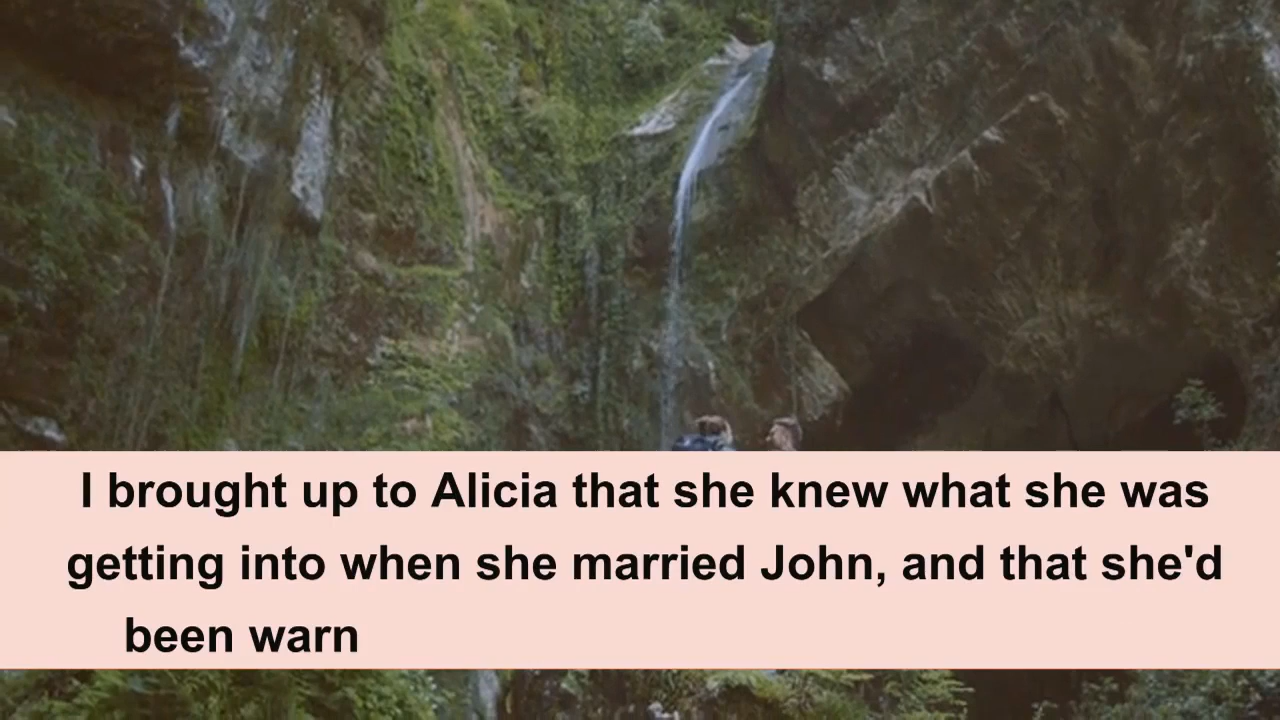 I brought up to Alicia that she knew what she was
getting into when she married John, and that she'd
been warn